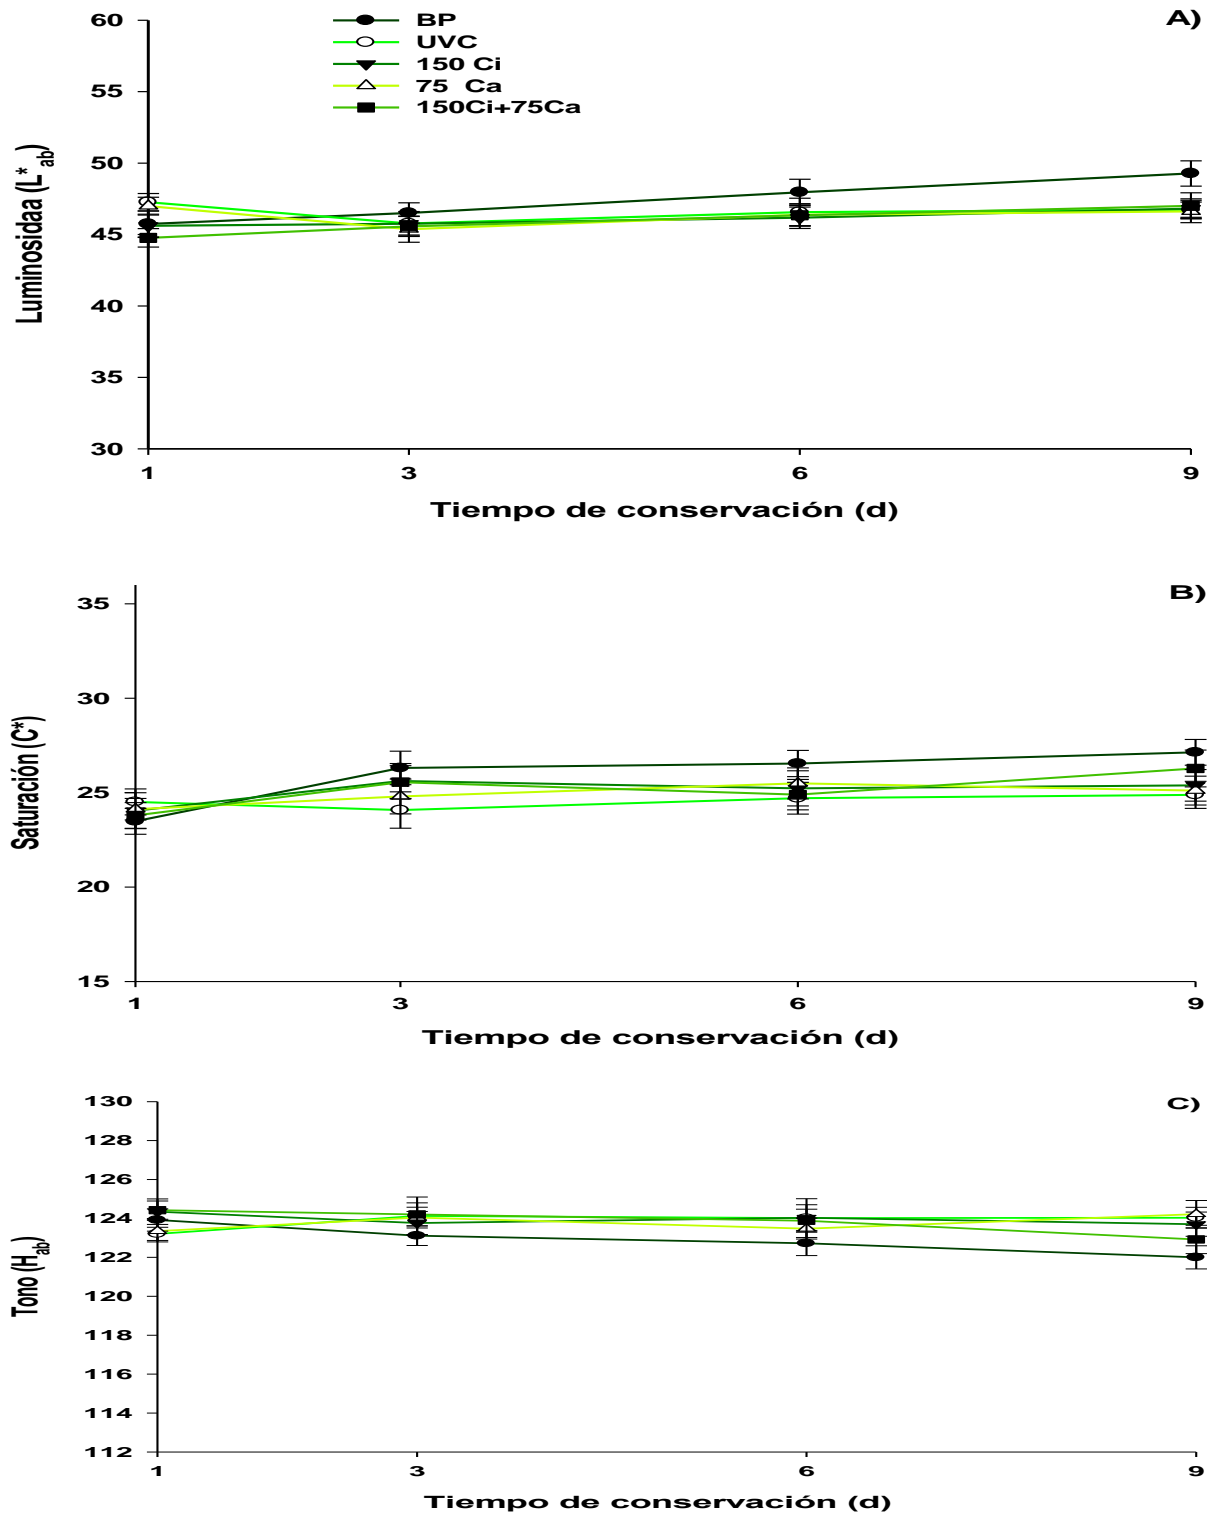 60
A)
BP
UVC
150 Ci
75 Ca
150Ci+75Ca
55
50
45
40
35
30
Luminosidaa (L*ab)
1 3 6 9
Tiempo de conservación (d)
B)
35
30
25
20
15
Saturación (C*)
1 3 6 9
Tiempo de conservación (d)
C)
130
128
126
124
122
120
118
116
114
112
Tono (Hab)
1 3 6 9
Tiempo de conservación (d)